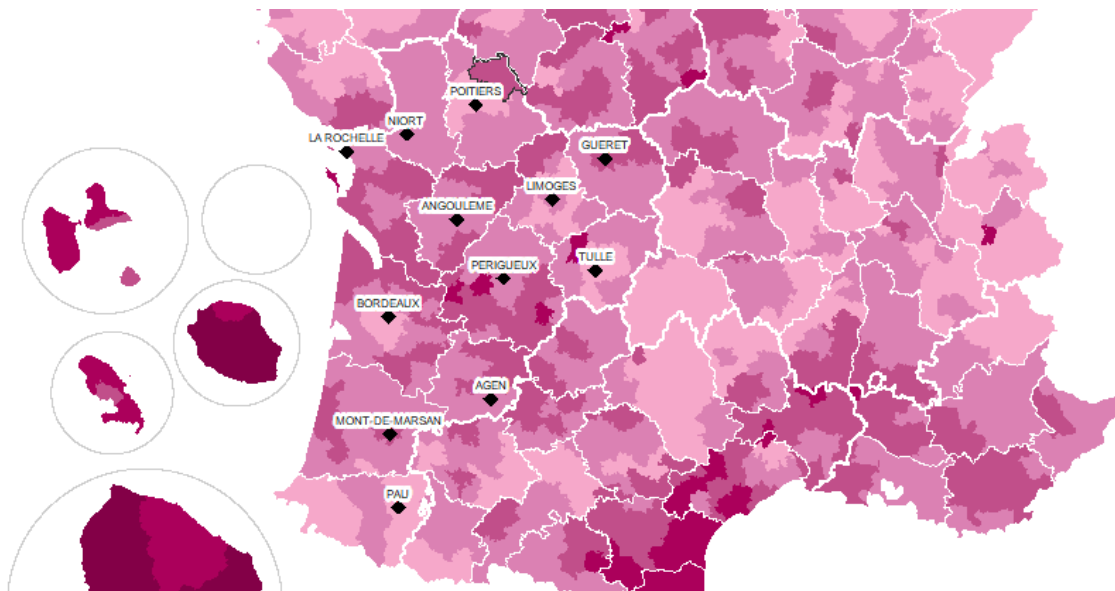 POITIERS
NIORT
LA ROCHELLE
GUERET
LIMOGES
ANGOULEME
TULLE
PERIGUEUX
BORDEAUX
AGEN
MONT-DE-MARSAN
PAU